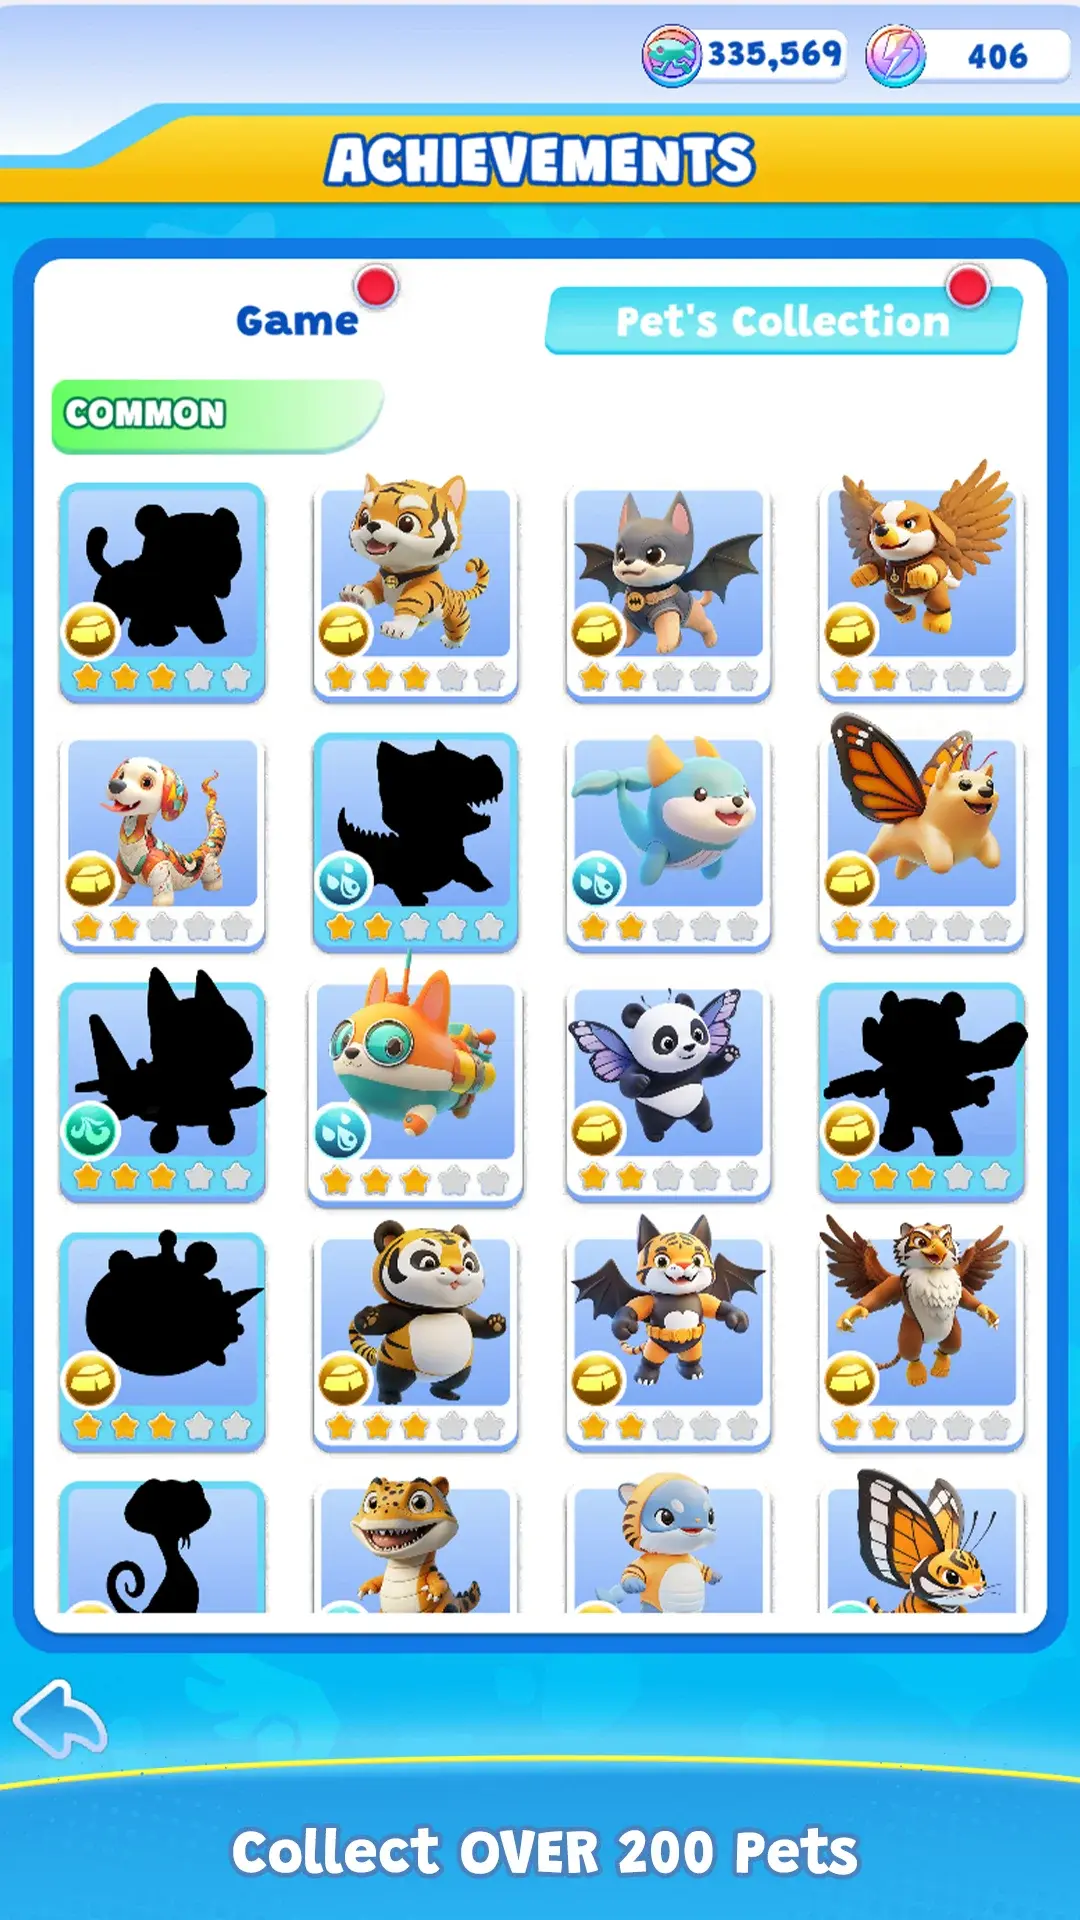 335,569
406
ACHIEVEMENTS
Game
Pet's Collection
COMMON
Collect OVER 200 Pets